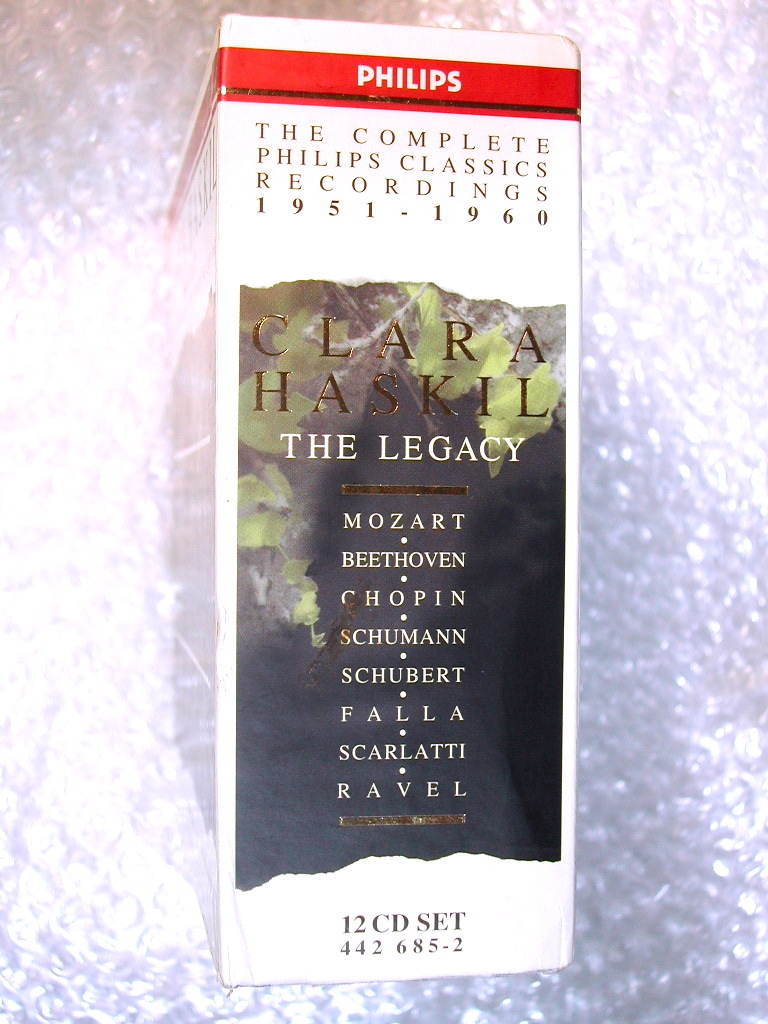 PHILIPS
THE COMPLETE
PHILIPS CLASSICS
RECORDINGS
1951-1960
CLARA
HASKIL
THE LEGACY
MOZART
•
BEETHOVEN
•
CHOPIN
•
SCHUMANN
•
SCHUBERT
•
FALLA
•
SCARLATTI
•
RAVEL
12 CD SET
442 685-2